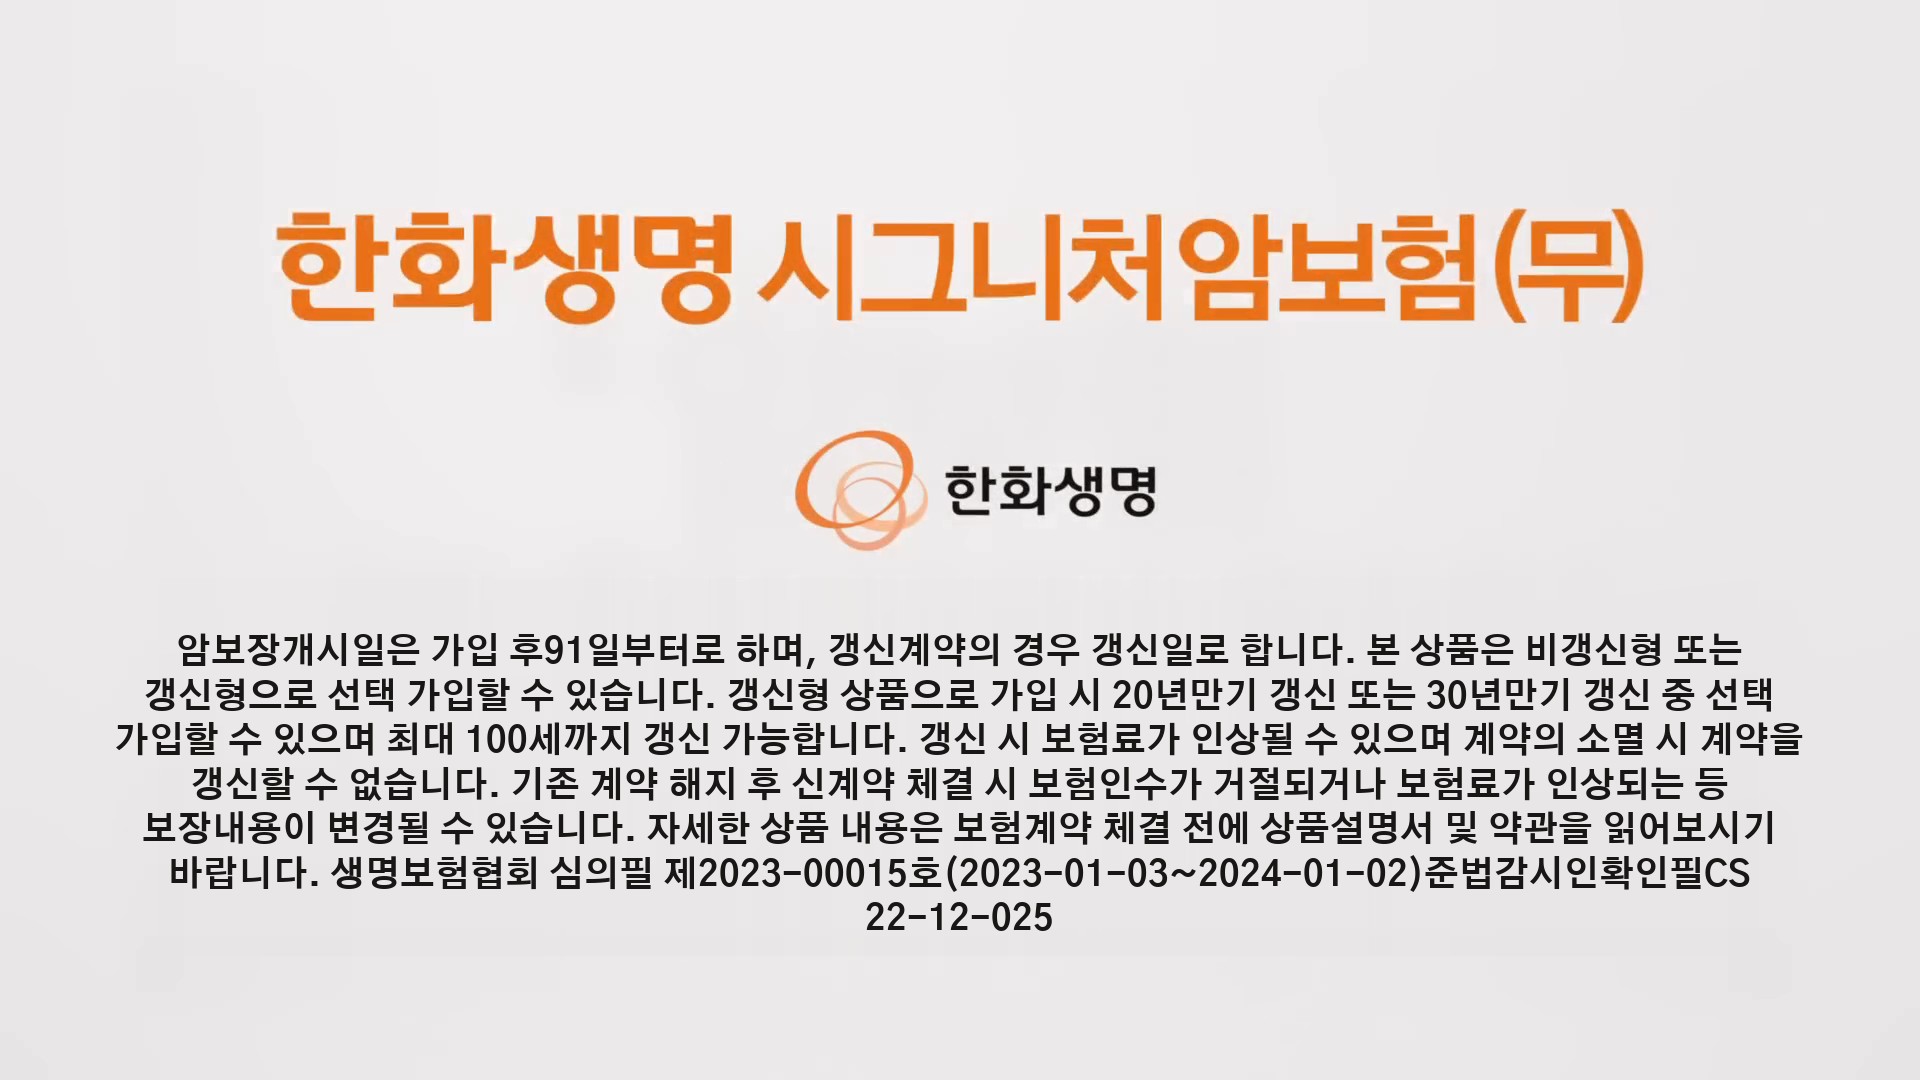 한화생명 시그니처암보험(무)
한화생명
암보장개시일은 가입 후91일부터로 하며, 갱신계약의 경우 갱신일로 합니다. 본 상품은 비갱신형 또는
갱신형으로 선택 가입할 수 있습니다. 갱신형 상품으로 가입 시 20년만기 갱신 또는 30년만기 갱신 중 선택
가입할 수 있으며 최대 100세까지 갱신 가능합니다. 갱신 시 보험료가 인상될 수 있으며 계약의 소멸 시 계약을
갱신할 수 없습니다. 기존 계약 해지 후 신계약 체결 시 보험인수가 거절되거나 보험료가 인상되는 등
보장내용이 변경될 수 있습니다. 자세한 상품 내용은 보험계약 체결 전에 상품설명서 및 약관을 읽어보시기
바랍니다. 생명보험협회 심의필 제2023-00015호(2023-01-03~2024-01-02)준법감시인확인필CS
22-12-025